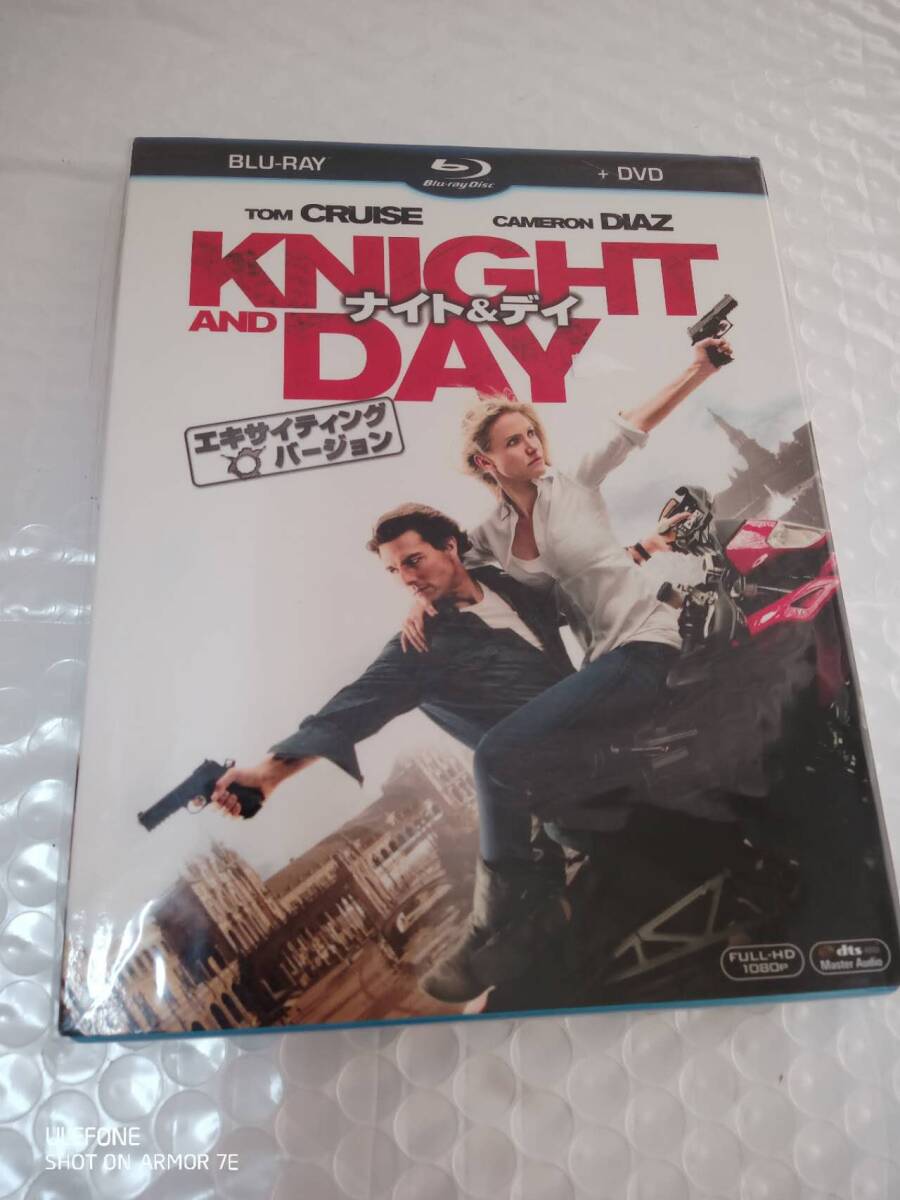 BLU-RAY
Blu-ray Disc
+ DVD
TOM CRUISE
CAMERON DIAZ
KNIGHT
ナイト&デイ
AND
DAY
エキサイティング
バージョン
FULL-HD
1080P
dts
Master Audio
ULEFONE
SHOT ON ARMOR 7E